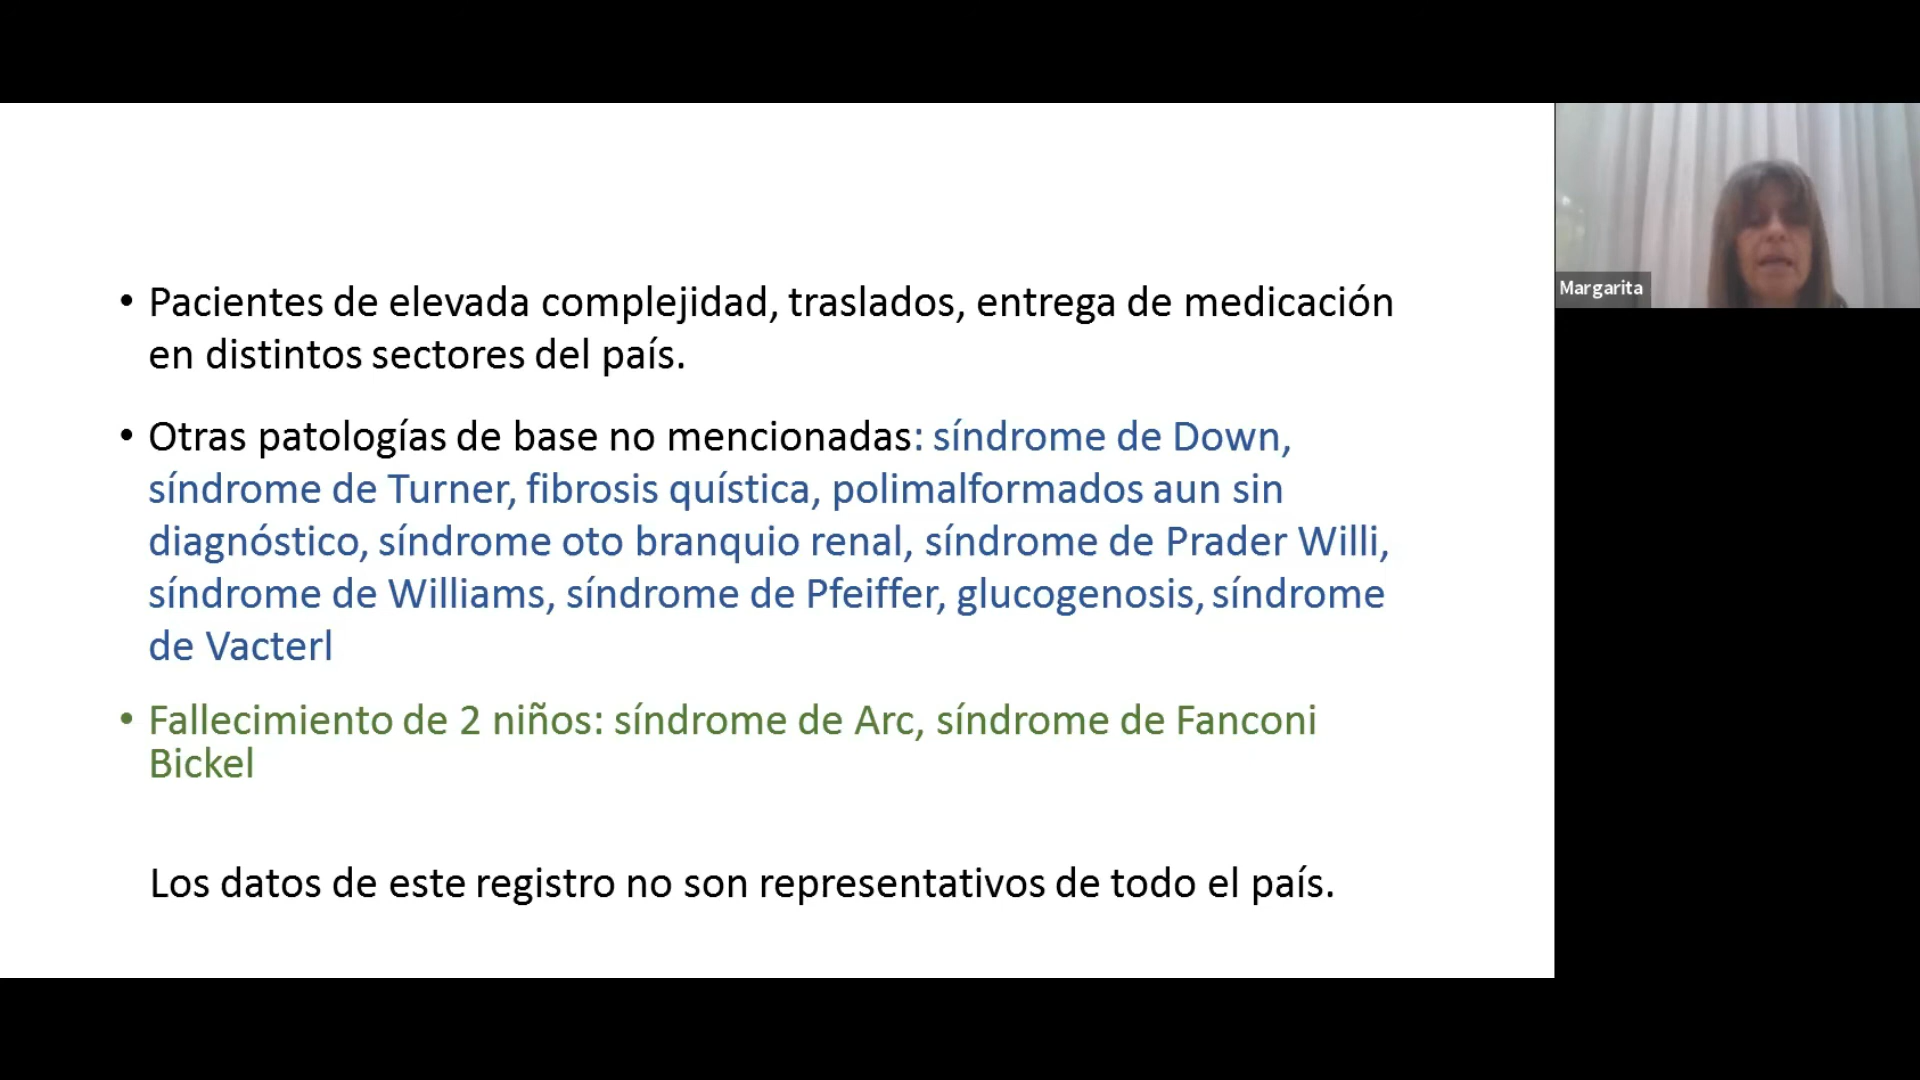 • Pacientes de elevada complejidad, traslados, entrega de medicación
en distintos sectores del país.
• Otras patologías de base no mencionadas: síndrome de Down,
síndrome de Turner, fibrosis quística, polimalformados aun sin
diagnóstico, síndrome oto branquio renal, síndrome de Prader Willi,
síndrome de Williams, síndrome de Pfeiffer, glucogenosis, síndrome
de Vacterl
• Fallecimiento de 2 niños: síndrome de Arc, síndrome de Fanconi
Bickel
Los datos de este registro no son representativos de todo el país.
Margarita